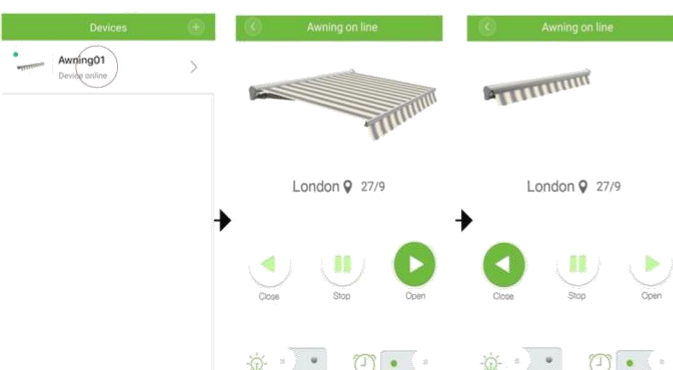 Devices
Awning01
Device online
Awning on line
London 27/9
Close Stop Open
Awning on line
London 27/9
Close Stop Open